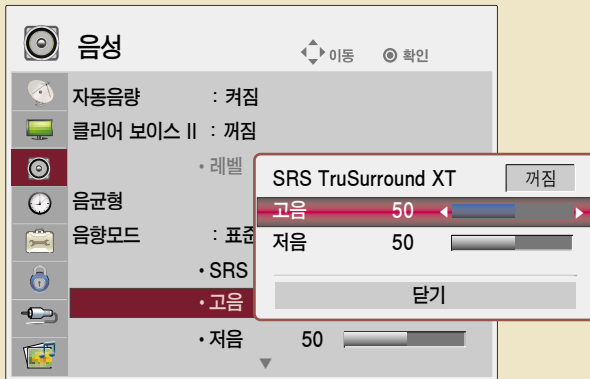 음성
이동 확인
자동음량 : 켜짐
클리어 보이스 II : 꺼짐
• 레벨
음균형
음향모드 : 표준
• SRS
• 고음
• 저음 50
SRS TruSurround XT 꺼짐
고음 50
저음 50
닫기